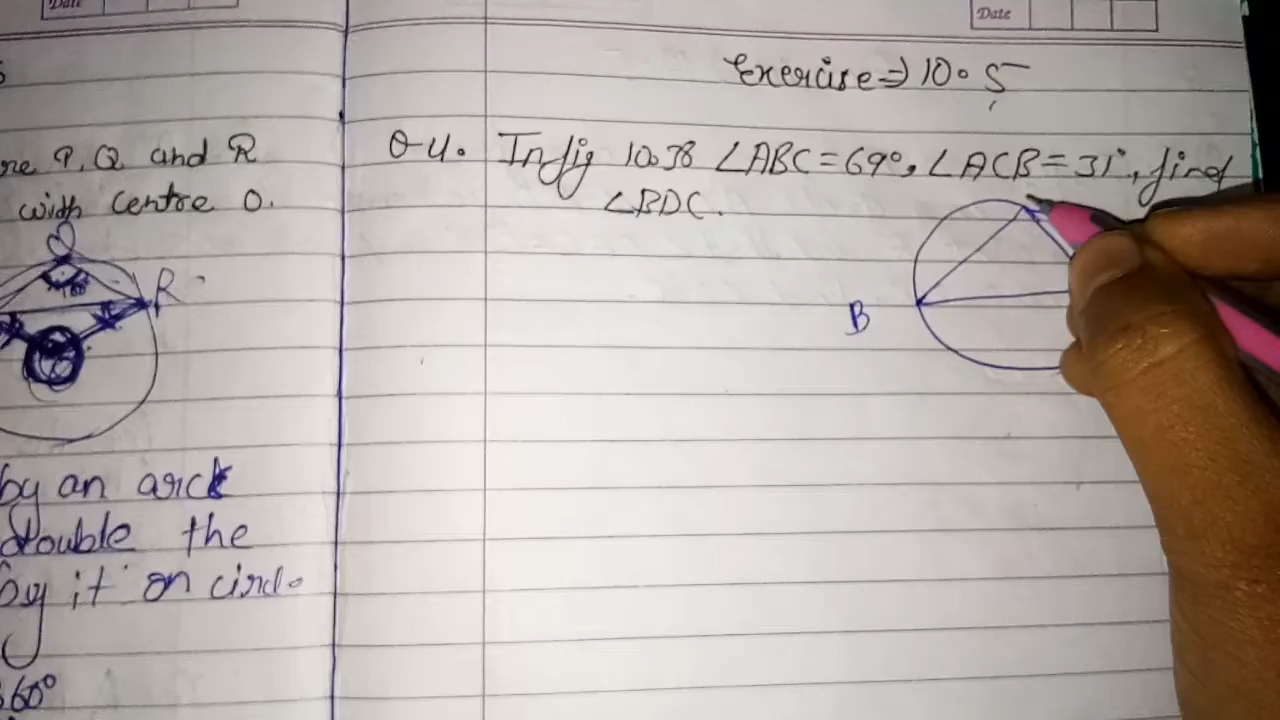 Date
Date
Exercise ⇒ 10.5
re P, Q and R
with centre O.
Q
R
Q-4. In fig 10.38 ∠ABC = 69°, ∠ACB = 31°, find
∠BDC.
B
by an arc
double the
by it on circle
360°